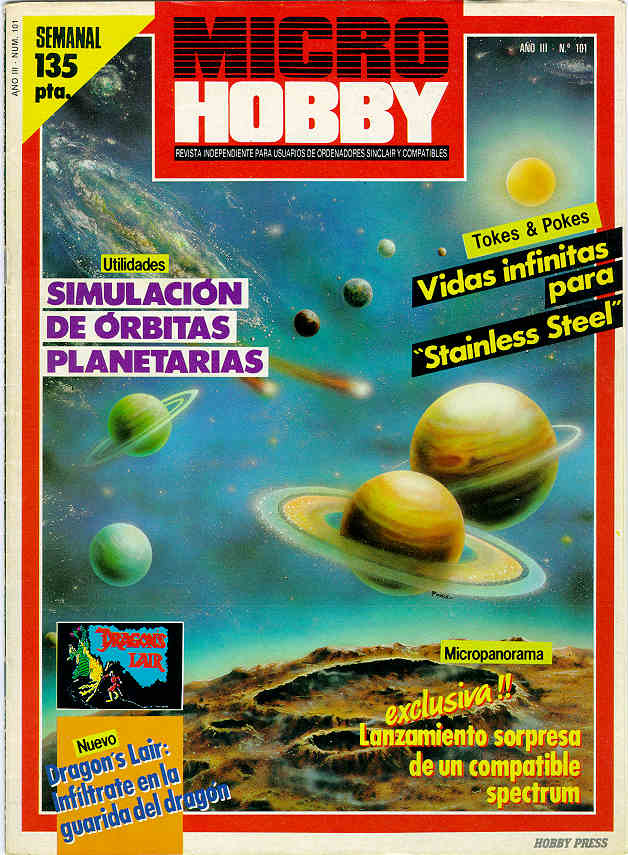 SEMANAL
135
pta.
AÑO III - NUM. 101
MICRO
HOBBY
AÑO III - N.º 101
REVISTA INDEPENDIENTE PARA USUARIOS DE ORDENADORES SINCLAIR Y COMPATIBLES
Tokes & Pokes
Vidas infinitas
para
"Stainless Steel"
Utilidades
SIMULACIÓN
DE ÓRBITAS
PLANETARIAS
DRAGON'S
LAIR
Micropanorama
exclusiva!!
Lanzamiento sorpresa
de un compatible
spectrum
Nuevo
Dragon's Lair:
Infíltrate en la
guarida del dragón
HOBBY PRESS